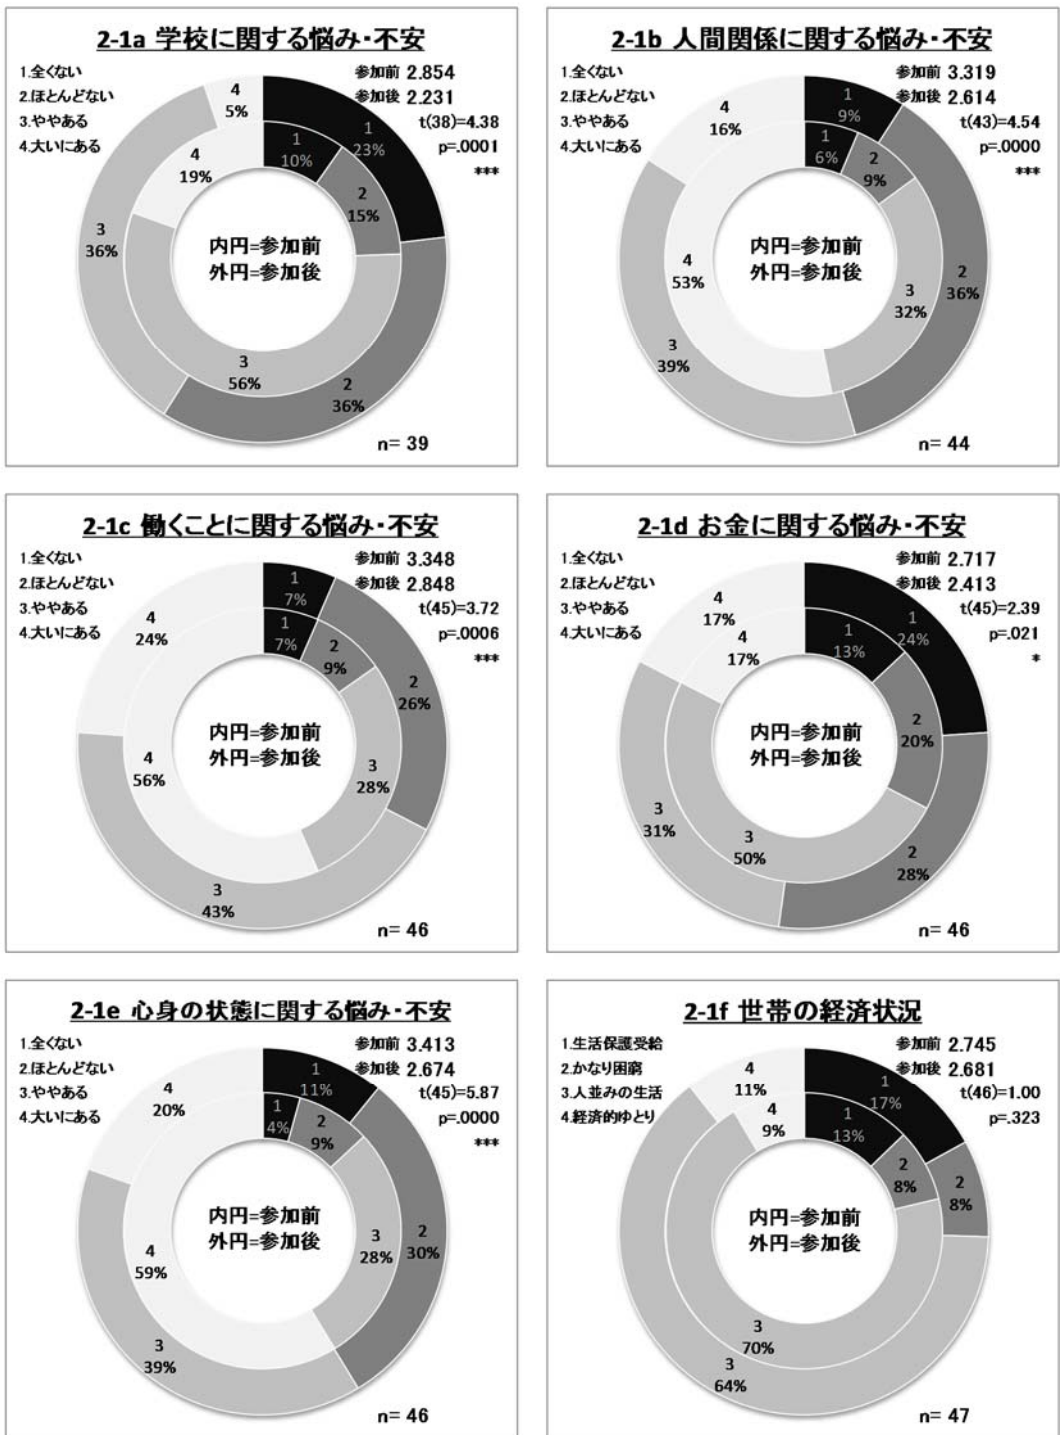 2-1a 学校に関する悩み・不安
1.全くない
2.ほとんどない
3.ややある
4.大いにある
参加前 2.854
参加後 2.231
t(38)=4.38
p=.0001
***
4
5%
1
23%
1
10%
4
19%
2
15%
3
36%
内円=参加前
外円=参加後
3
56%
2
36%
n= 39
2-1b 人間関係に関する悩み・不安
1.全くない
2.ほとんどない
3.ややある
4.大いにある
参加前 3.319
参加後 2.614
t(43)=4.54
p=.0000
***
1
9%
4
16%
1
6%
2
9%
内円=参加前
外円=参加後
4
53%
2
36%
3
32%
3
39%
n= 44
2-1c 働くことに関する悩み・不安
1.全くない
2.ほとんどない
3.ややある
4.大いにある
参加前 3.348
参加後 2.848
t(45)=3.72
p=.0006
***
1
7%
4
24%
1
7%
2
9%
2
26%
内円=参加前
外円=参加後
4
56%
3
28%
3
43%
n= 46
2-1d お金に関する悩み・不安
1.全くない
2.ほとんどない
3.ややある
4.大いにある
参加前 2.717
参加後 2.413
t(45)=2.39
p=.021
*
4
17%
1
24%
1
13%
4
17%
2
20%
内円=参加前
外円=参加後
3
31%
3
50%
2
28%
n= 46
2-1e 心身の状態に関する悩み・不安
1.全くない
2.ほとんどない
3.ややある
4.大いにある
参加前 3.413
参加後 2.674
t(45)=5.87
p=.0000
***
1
11%
4
20%
1
4%
2
9%
内円=参加前
外円=参加後
2
30%
3
28%
4
59%
3
39%
n= 46
2-1f 世帯の経済状況
1.生活保護受給
2.かなり困窮
3.人並みの生活
4.経済的ゆとり
参加前 2.745
参加後 2.681
t(46)=1.00
p=.323
4
11%
1
17%
4
9%
1
13%
2
8%
2
8%
内円=参加前
外円=参加後
3
70%
3
64%
n= 47